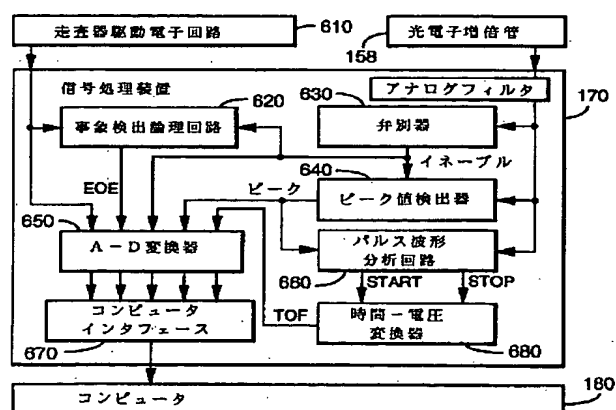 走査器駆動電子回路
610
158
光電子増倍管
信号処理装置
アナログフィルタ
170
620
事象検出論理回路
630
弁別器
イネーブル
EOE
640
ピーク
ピーク値検出器
650
A-D変換器
パルス波形
分析回路
660
START
STOP
コンピュータ
インタフェース
670
TOF
時間-電圧
変換器
680
コンピュータ
180